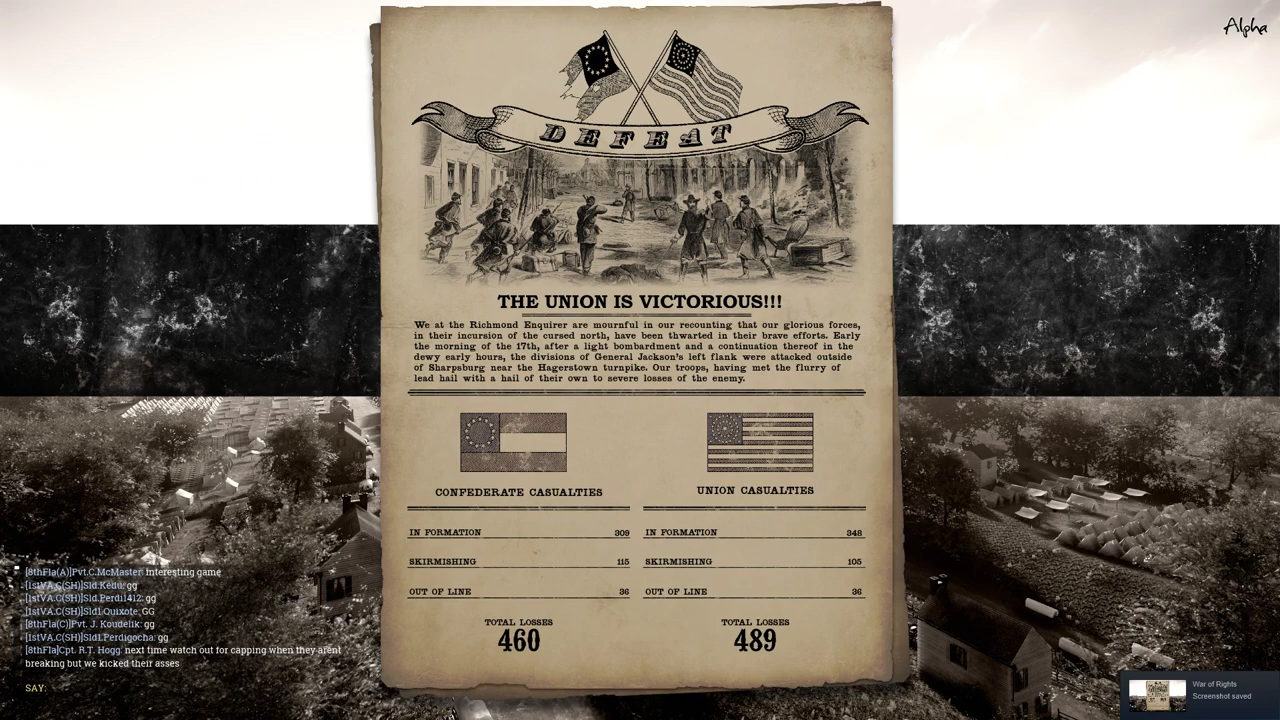 Alpha
DEFEAT
THE UNION IS VICTORIOUS!!!
We at the Richmond Enquirer are mournful in our recounting that our glorious forces,
in their incursion of the cursed north, have been thwarted in their brave efforts. Early
the morning of the 17th, after a light bombardment and a continuation thereof in the
dewy early hours, the divisions of General Jackson's left flank were attacked outside
of Sharpsburg near the Hagerstown turnpike. Our troops, having met the flurry of
lead hail with a hail of their own to severe losses of the enemy.
CONFEDERATE CASUALTIES
IN FORMATION 309
SKIRMISHING 115
OUT OF LINE 36
TOTAL LOSSES
460
UNION CASUALTIES
IN FORMATION 348
SKIRMISHING 105
OUT OF LINE 36
TOTAL LOSSES
489
[8thFla(A)]Pvt.C.McMaster: Interesting game
[1stVA.C(SH)]Sld.Kedu: gg
[1stVA.C(SH)]Sld.Perdi1412: gg
[1stVA.C(SH)]Sld1.Quixote: GG
[8thFla(C)]Pvt. J. Koudelik: gg
[1stVA.C(SH)]Sld1.Perdigocha: gg
[8thFla]Cpt. R.T. Hogg: next time watch out for capping when they arent
breaking but we kicked their asses
SAY:
War of Rights
Screenshot saved